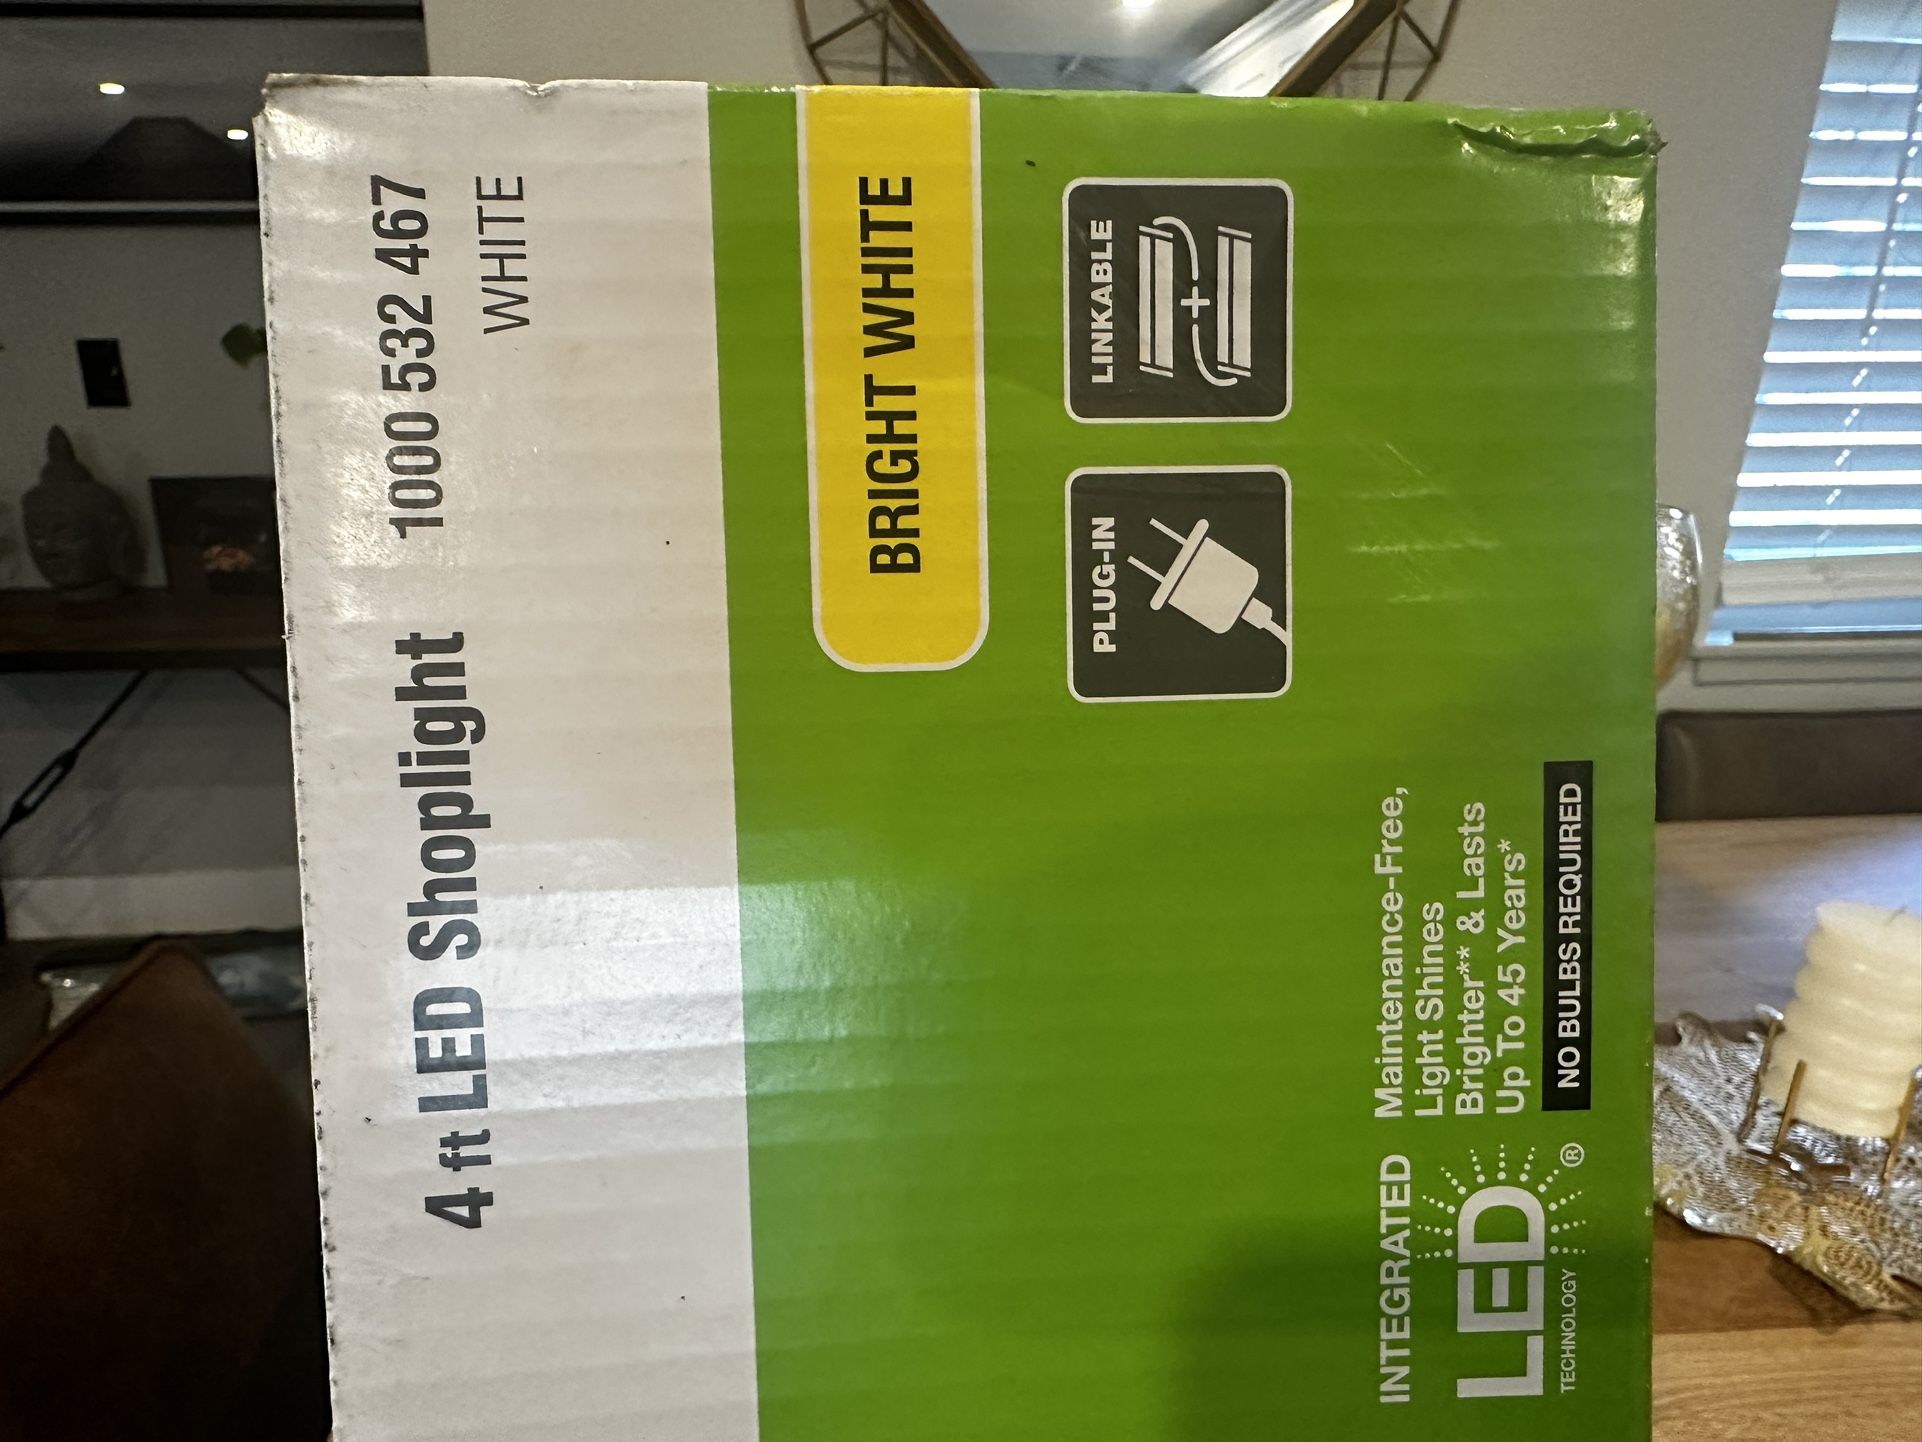 4 ft LED Shoplight 1000 532 467
WHITE
BRIGHT WHITE
PLUG-IN
LINKABLE
INTEGRATED
LED®
TECHNOLOGY
Maintenance-Free,
Light Shines
Brighter** & Lasts
Up To 45 Years*
NO BULBS REQUIRED